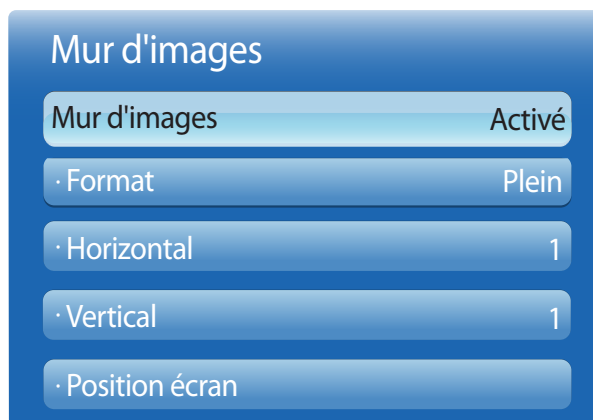 Mur d'images
Mur d'images Activé
· Format Plein
· Horizontal 1
· Vertical 1
· Position écran